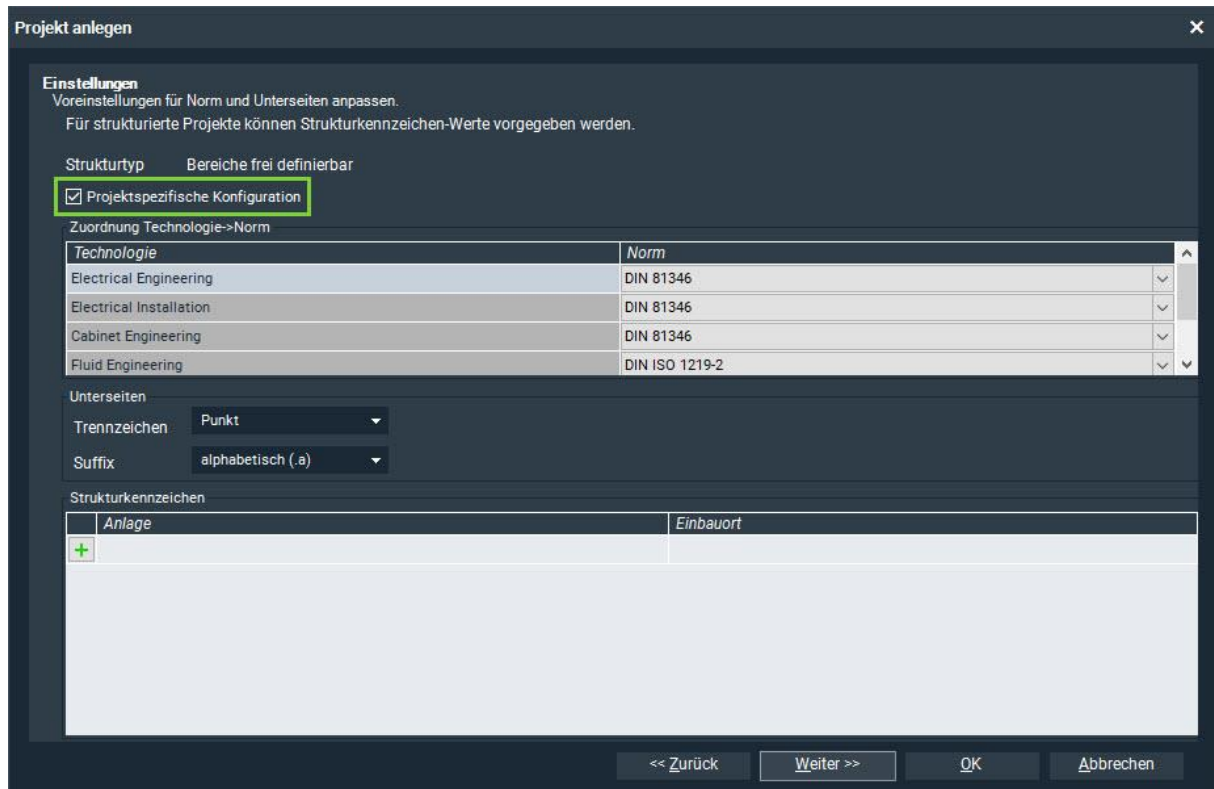 Projekt anlegen
Einstellungen
Voreinstellungen für Norm und Unterseiten anpassen.
Für strukturierte Projekte können Strukturkennzeichen-Werte vorgegeben werden.
Strukturtyp Bereiche frei definierbar
Projektspezifische Konfiguration
Zuordnung Technologie->Norm
Technologie Norm
Electrical Engineering DIN 81346
Electrical Installation DIN 81346
Cabinet Engineering DIN 81346
Fluid Engineering DIN ISO 1219-2
Unterseiten
Trennzeichen Punkt
Suffix alphabetisch (.a)
Strukturkennzeichen
Anlage Einbauort
<< Zurück Weiter >> OK Abbrechen